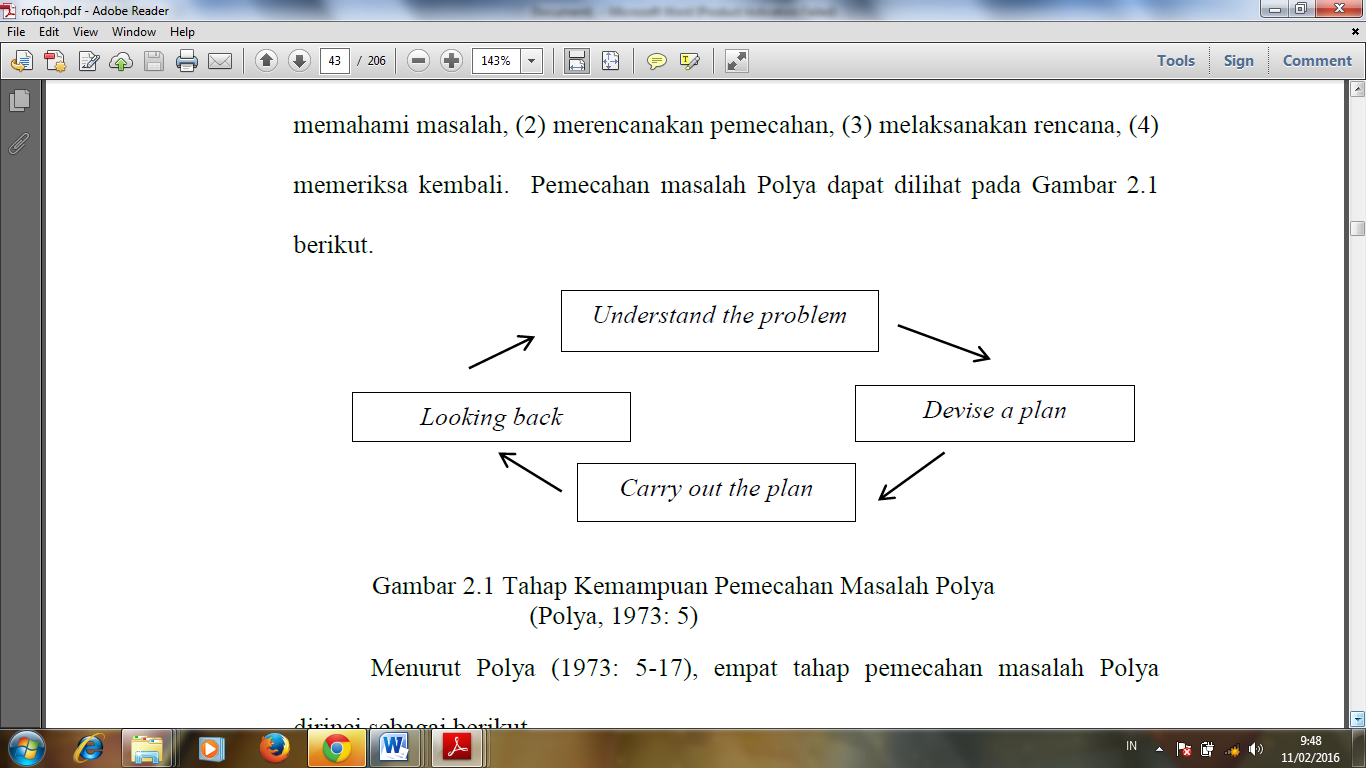 rofiqoh.pdf - Adobe Reader
File Edit View Window Help
43 / 206
143%
Tools Sign Comment
memahami masalah, (2) merencanakan pemecahan, (3) melaksanakan rencana, (4)
memeriksa kembali. Pemecahan masalah Polya dapat dilihat pada Gambar 2.1
berikut.
Understand the problem
Looking back
Devise a plan
Carry out the plan
Gambar 2.1 Tahap Kemampuan Pemecahan Masalah Polya
(Polya, 1973: 5)
Menurut Polya (1973: 5-17), empat tahap pemecahan masalah Polya
dirinci sebagai berikut
IN
9:48
11/02/2016